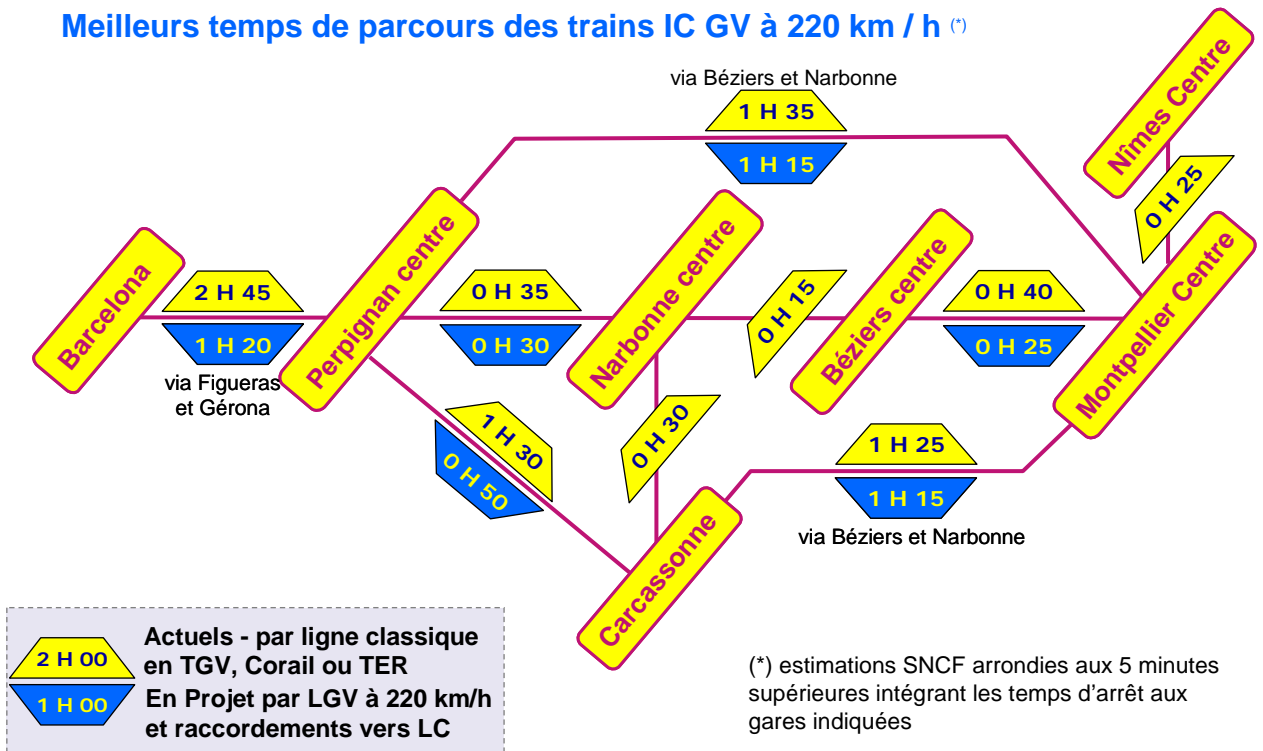 Meilleurs temps de parcours des trains IC GV à 220 km / h (*)
via Béziers et Narbonne
1 H 35
1 H 15
Nîmes Centre
0 H 25
Barcelona
2 H 45
1 H 20
via Figueras
et Gérona
Perpignan centre
0 H 35
0 H 30
Narbonne centre
0 H 15
Béziers centre
0 H 40
0 H 25
Montpellier Centre
1 H 30
0 H 50
0 H 30
Carcassonne
1 H 25
1 H 15
via Béziers et Narbonne
2 H 00
Actuels - par ligne classique
en TGV, Corail ou TER
1 H 00
En Projet par LGV à 220 km/h
et raccordements vers LC
(*) estimations SNCF arrondies aux 5 minutes
supérieures intégrant les temps d’arrêt aux
gares indiquées